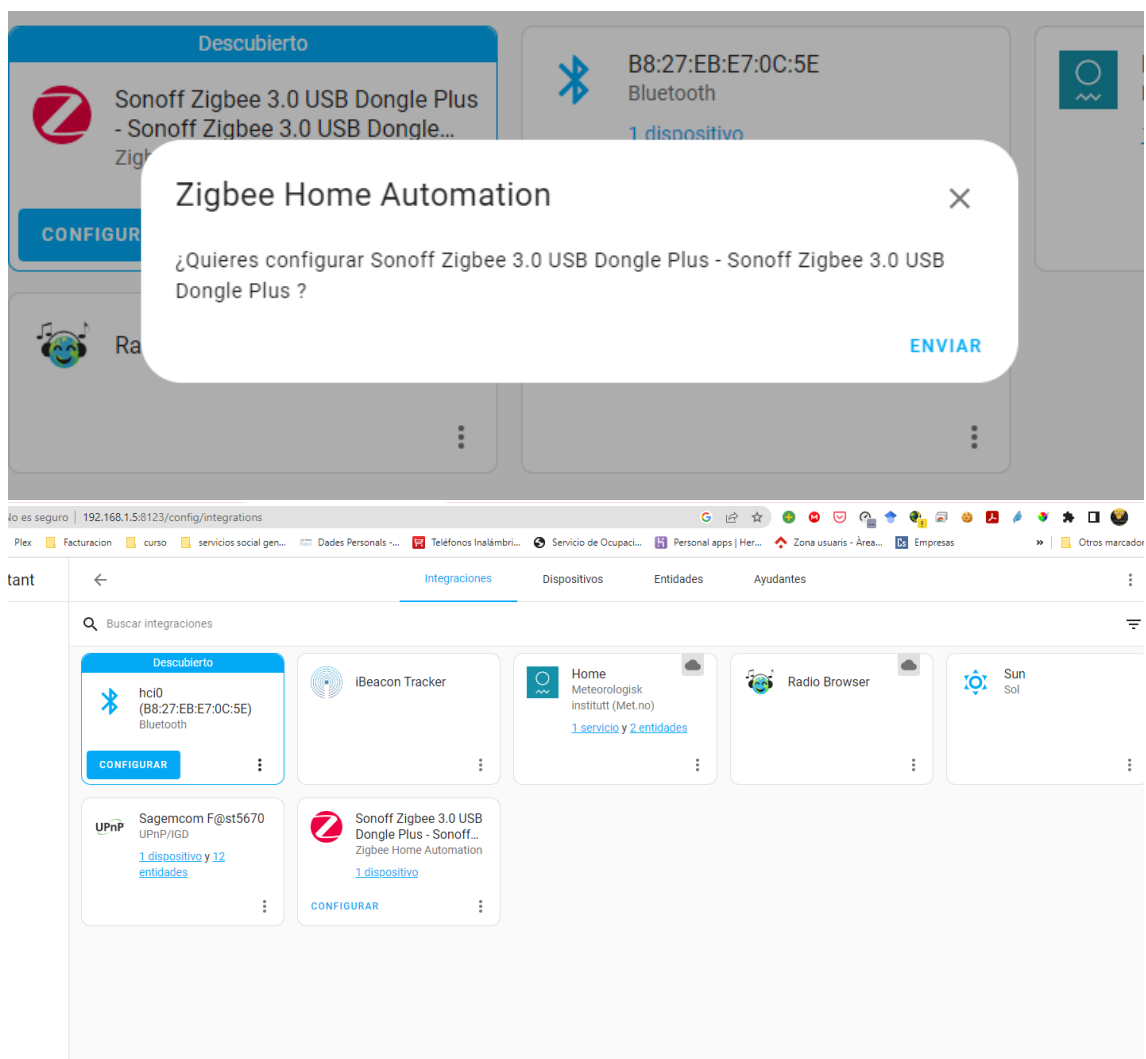 Descubierto
Sonoff Zigbee 3.0 USB Dongle Plus
- Sonoff Zigbee 3.0 USB Dongle...
B8:27:EB:E7:0C:5E
Bluetooth
1 dispositivo
Zigbee Home Automation
¿Quieres configurar Sonoff Zigbee 3.0 USB Dongle Plus - Sonoff Zigbee 3.0 USB
Dongle Plus ?
ENVIAR
CONFIGUR
Ra
No es seguro | 192.168.1.5:8123/config/integrations
Plex Facturacion curso servicios social gen... Dades Personals -... Teléfonos Inalámbri... Servicio de Ocupaci... Personal apps | Her... Zona usuaris - Àrea... Empresas » Otros marcador
tant
Integraciones Dispositivos Entidades Ayudantes
Buscar integraciones
Descubierto
hci0
(B8:27:EB:E7:0C:5E)
Bluetooth
CONFIGURAR
iBeacon Tracker
Home
Meteorologisk
institutt (Met.no)
1 servicio y 2 entidades
Radio Browser
Sun
Sol
UPnP
Sagemcom F@st5670
UPnP/IGD
1 dispositivo y 12
entidades
Sonoff Zigbee 3.0 USB
Dongle Plus - Sonoff...
Zigbee Home Automation
1 dispositivo
CONFIGURAR